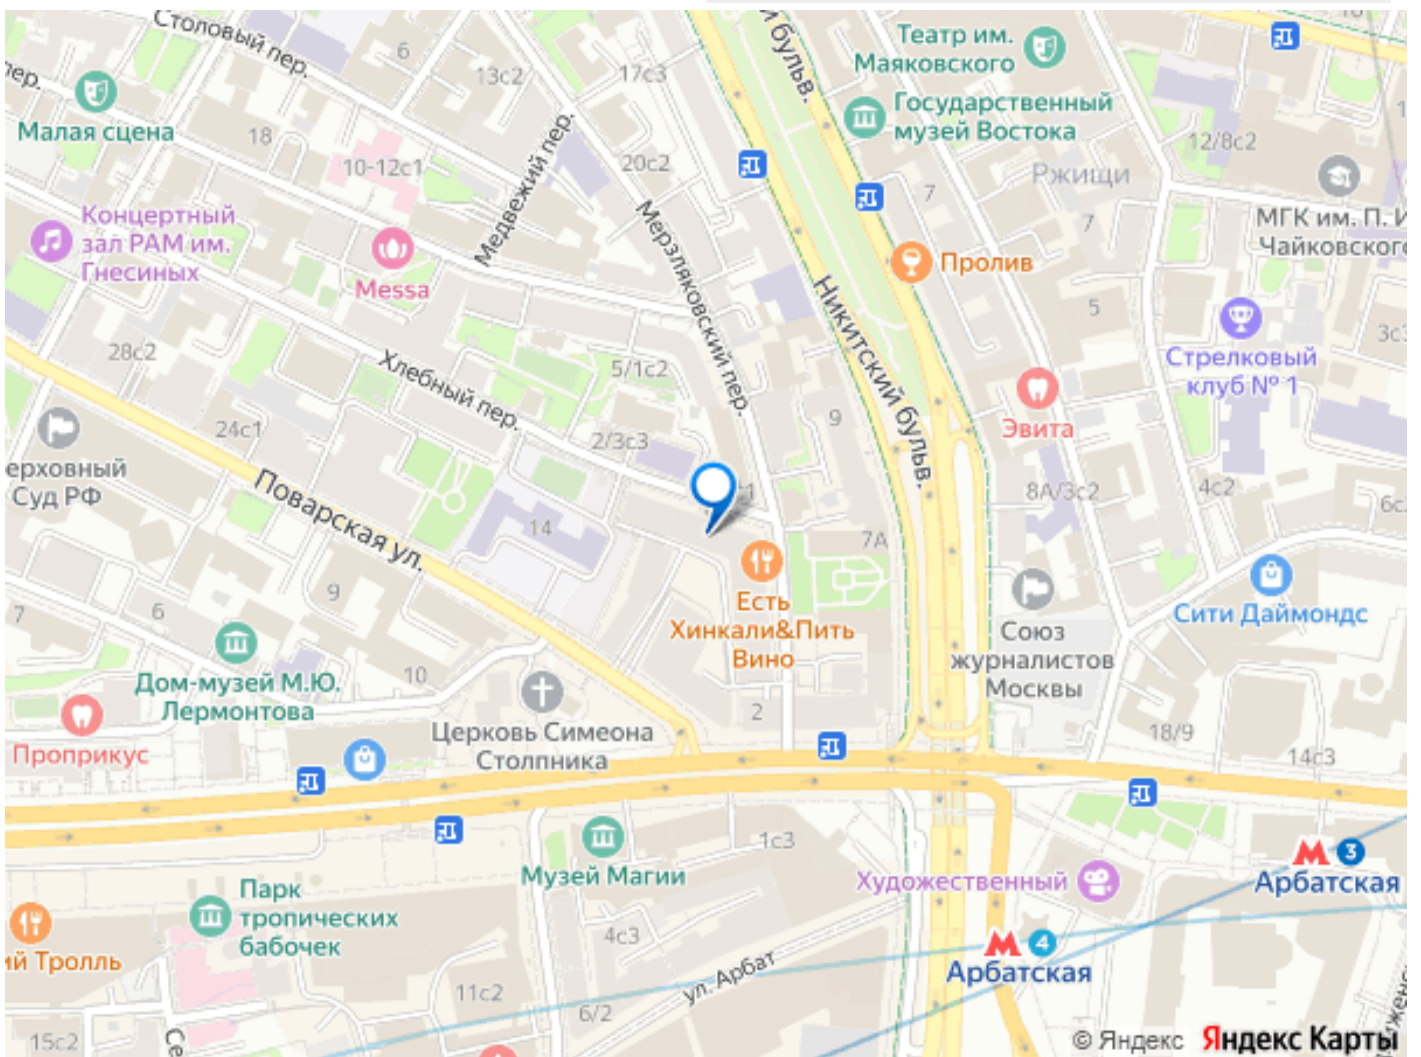 Столовый пер.
6
13с2
17с3
и бульв.
Театр им.
Маяковского
Государственный
музей Востока
12/8с2
пер.
Малая сцена
18
10-12с1
20с2
7
Ржищи
7
МГК им. П. И
Чайковского
Концертный
зал РАМ им.
Гнесиных
Messa
Медвежий пер.
Мерзляковский пер.
Пролив
Никитский бульв.
5
Стрелковый
клуб № 1
3с3
28с2
Хлебный пер.
5/1с2
9
Эвита
24с1
2/3с3
ерховный
Суд РФ
Поварская ул.
14
8А/3с2
4с2
6с
7А
9
7
6
Есть
Хинкали&Пить
Вино
Союз
журналистов
Москвы
Сити Даймондс
Дом-музей М.Ю.
Лермонтова
10
Проприкус
Церковь Симеона
Столпника
2
18/9
14с3
Музей Магии
1с3
Художественный
3
Арбатская
Парк
тропических
бабочек
ий Тролль
4с3
4
Арбатская
ул. Арбат
11с2
6/2
15с2
© Яндекс Яндекс Карты